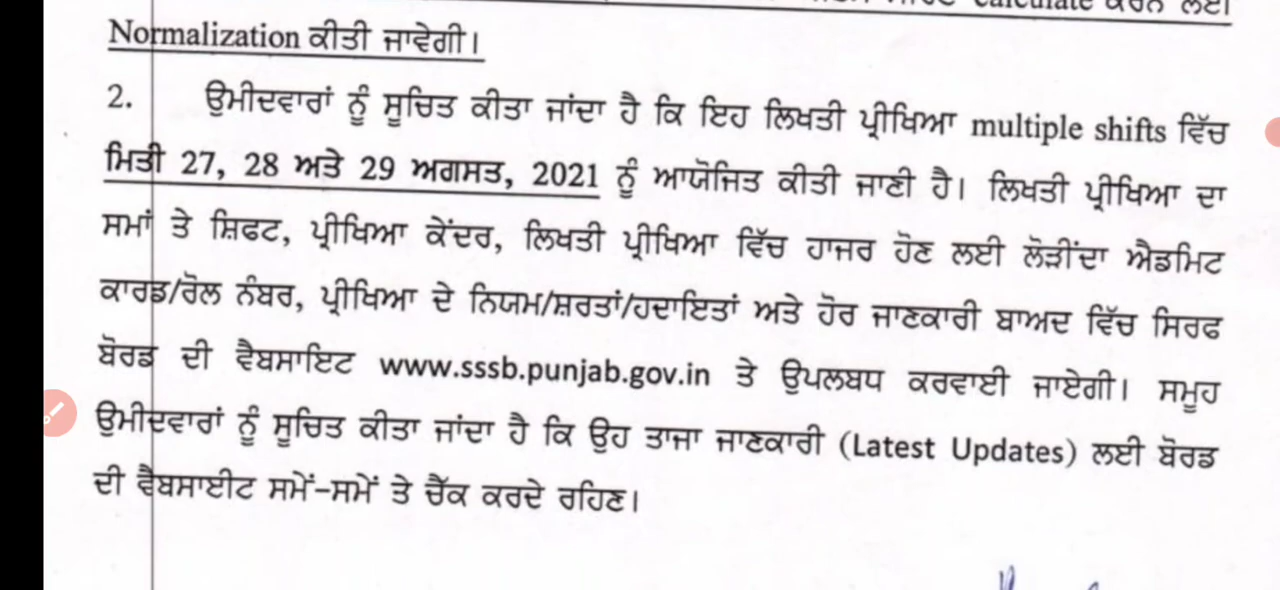 calculate ਕਰਨ ਲਈ
Normalization ਕੀਤੀ ਜਾਵੇਗੀ।
2. ਉਮੀਦਵਾਰਾਂ ਨੂੰ ਸੂਚਿਤ ਕੀਤਾ ਜਾਂਦਾ ਹੈ ਕਿ ਇਹ ਲਿਖਤੀ ਪ੍ਰੀਖਿਆ multiple shifts ਵਿੱਚ
ਮਿਤੀ 27, 28 ਅਤੇ 29 ਅਗਸਤ, 2021 ਨੂੰ ਆਯੋਜਿਤ ਕੀਤੀ ਜਾਣੀ ਹੈ। ਲਿਖਤੀ ਪ੍ਰੀਖਿਆ ਦਾ
ਸਮਾਂ ਤੇ ਸ਼ਿਫਟ, ਪ੍ਰੀਖਿਆ ਕੇਂਦਰ, ਲਿਖਤੀ ਪ੍ਰੀਖਿਆ ਵਿੱਚ ਹਾਜਰ ਹੋਣ ਲਈ ਲੋੜੀਂਦਾ ਐਡਮਿਟ
ਕਾਰਡ/ਰੋਲ ਨੰਬਰ, ਪ੍ਰੀਖਿਆ ਦੇ ਨਿਯਮ/ਸ਼ਰਤਾਂ/ਹਦਾਇਤਾਂ ਅਤੇ ਹੋਰ ਜਾਣਕਾਰੀ ਬਾਅਦ ਵਿੱਚ ਸਿਰਫ
ਬੋਰਡ ਦੀ ਵੈਬਸਾਇਟ www.sssb.punjab.gov.in ਤੇ ਉਪਲਬਧ ਕਰਵਾਈ ਜਾਏਗੀ। ਸਮੂਹ
ਉਮੀਦਵਾਰਾਂ ਨੂੰ ਸੂਚਿਤ ਕੀਤਾ ਜਾਂਦਾ ਹੈ ਕਿ ਉਹ ਤਾਜਾ ਜਾਣਕਾਰੀ (Latest Updates) ਲਈ ਬੋਰਡ
ਦੀ ਵੈਬਸਾਈਟ ਸਮੇਂ-ਸਮੇਂ ਤੇ ਚੈੱਕ ਕਰਦੇ ਰਹਿਣ।